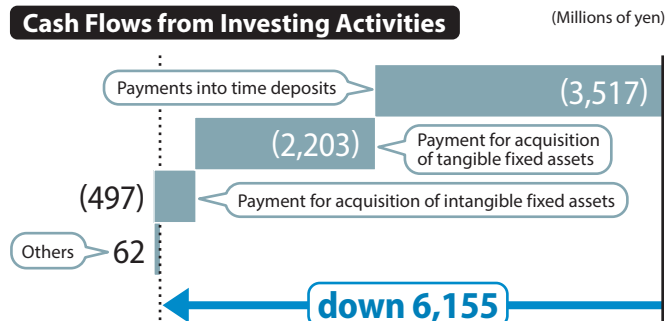 Cash Flows from Investing Activities
(Millions of yen)
Payments into time deposits
(3,517)
(2,203)
Payment for acquisition
of tangible fixed assets
(497)
Payment for acquisition of intangible fixed assets
Others
62
down 6,155